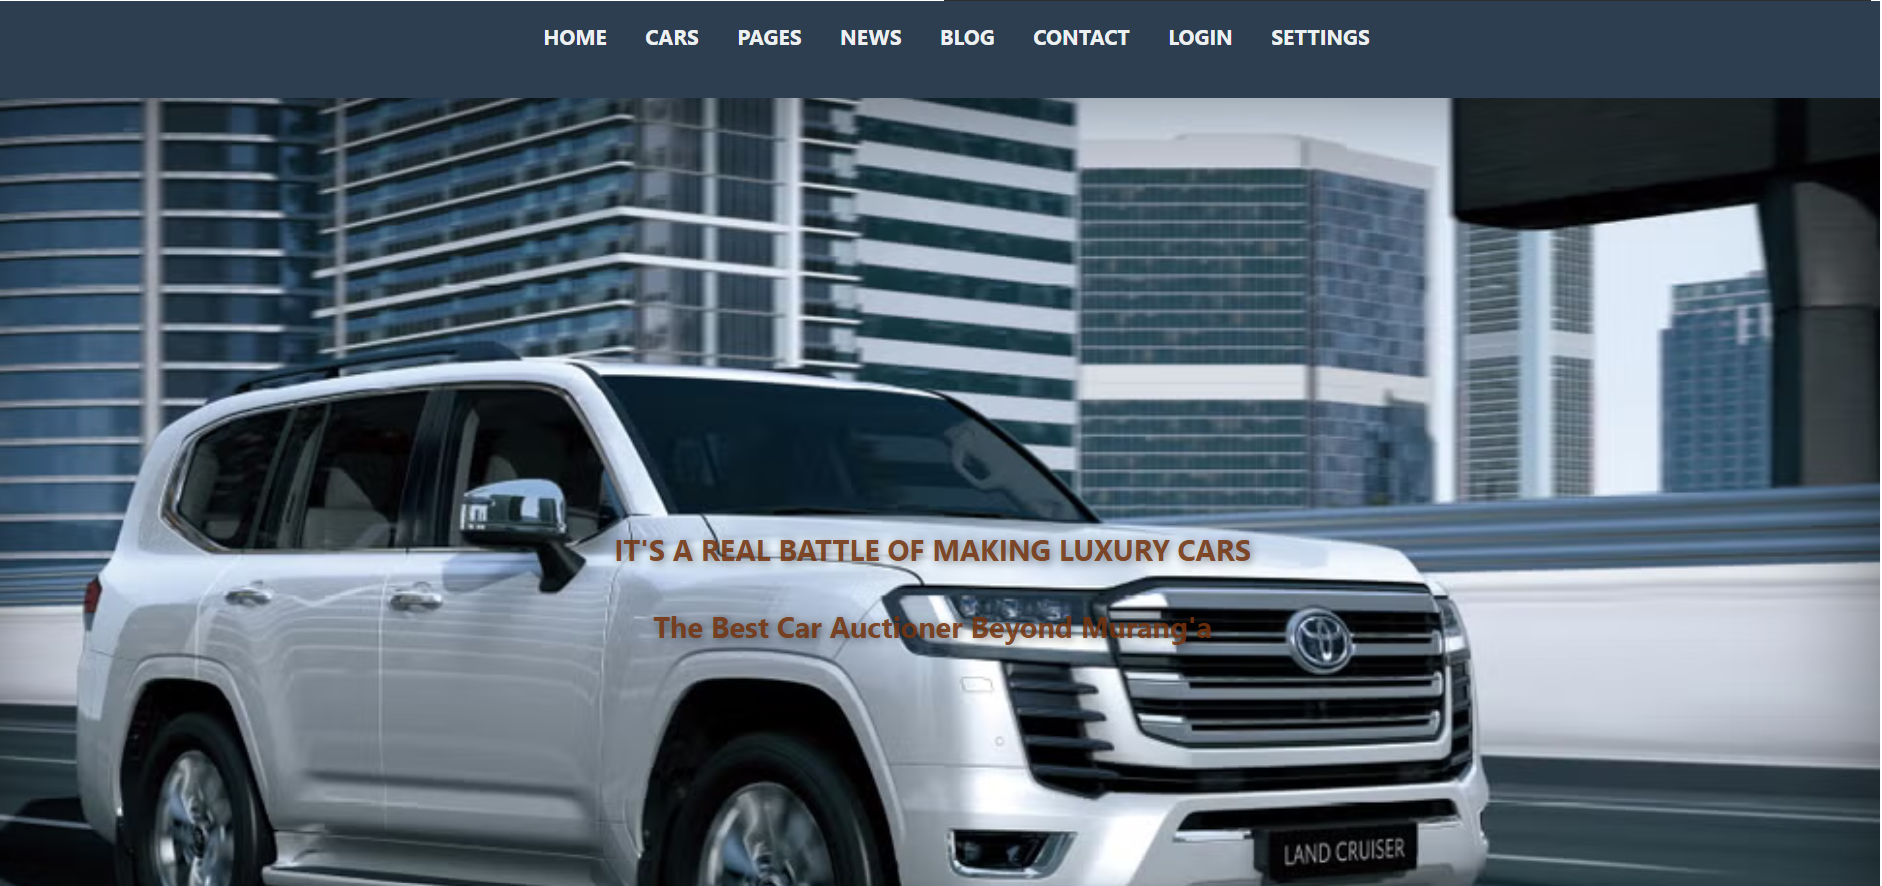 HOME CARS PAGES NEWS BLOG CONTACT LOGIN SETTINGS
IT'S A REAL BATTLE OF MAKING LUXURY CARS
The Best Car Auctioner Beyond Murang'a
LAND CRUISER